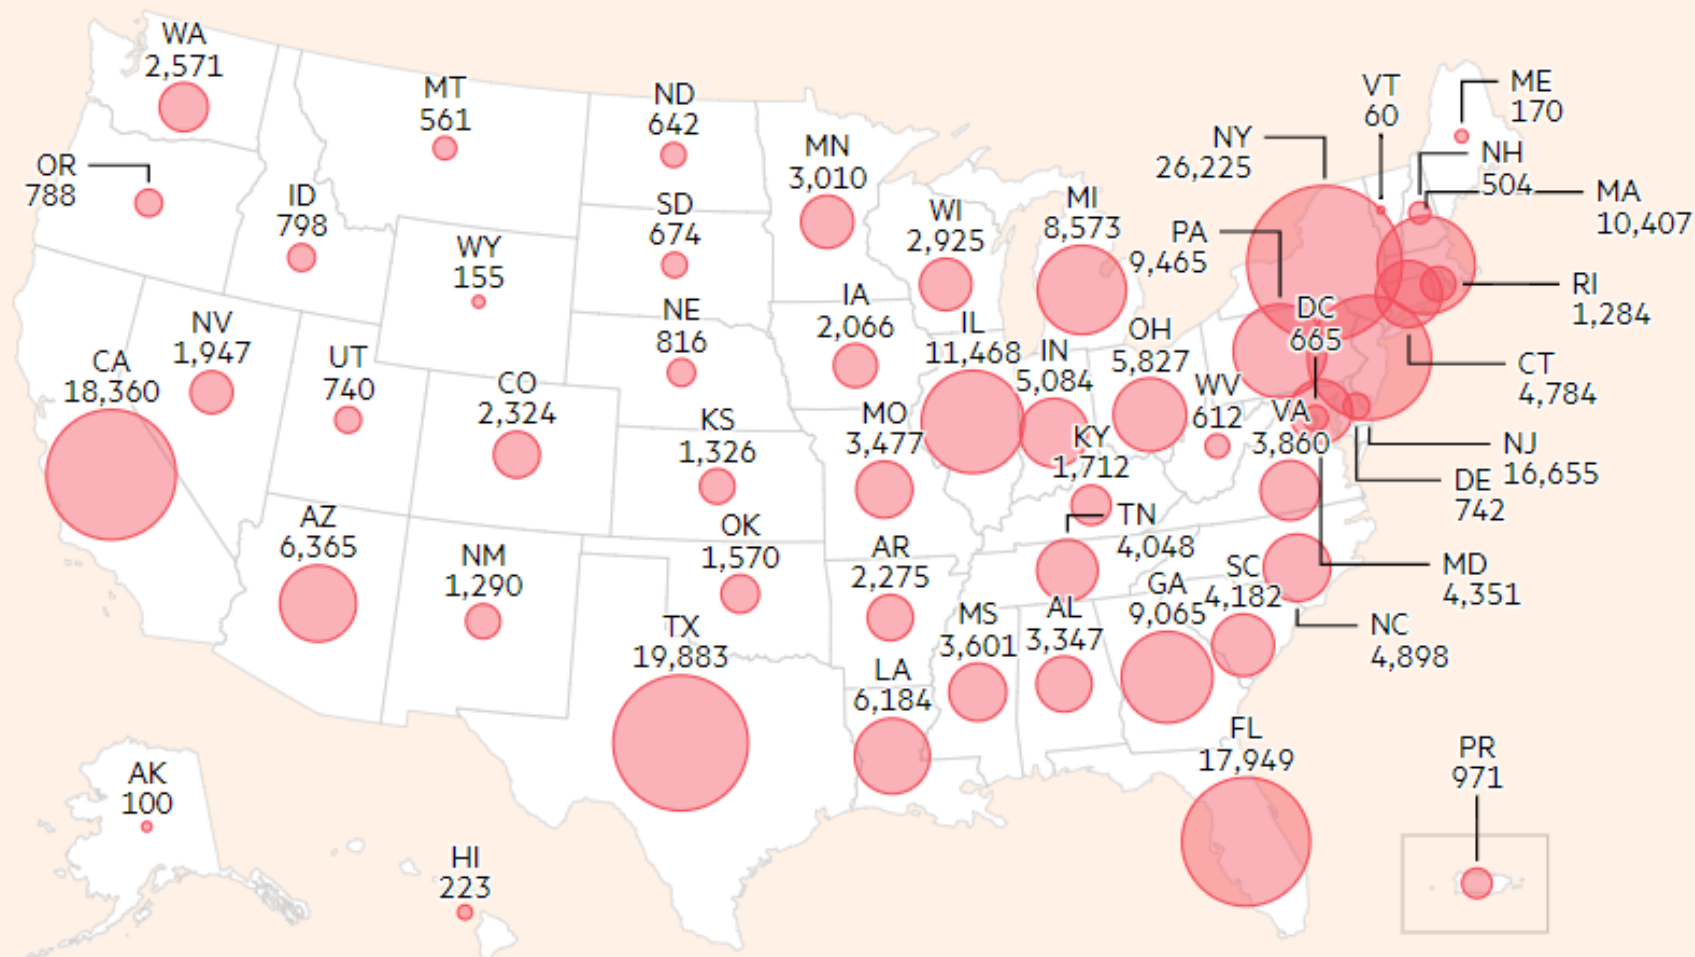 WA
2,571
MT
561
ND
642
VT
60
ME
170
NY
26,225
MN
3,010
OR
788
NH
504
ID
798
SD
674
MI
8,573
MA
10,407
WI
2,925
PA
9,465
WY
155
RI
1,284
NE
816
IA
2,066
DC
665
NV
1,947
IL
11,468
OH
5,827
CA
18,360
UT
740
IN
5,084
CT
4,784
CO
2,324
WV
612
KS
1,326
MO
3,477
VA
3,860
KY
1,712
NJ
16,655
DE
742
AZ
6,365
OK
1,570
TN
4,048
NM
1,290
AR
2,275
SC
4,182
MD
4,351
GA
9,065
MS
3,601
AL
3,347
TX
19,883
NC
4,898
LA
6,184
FL
17,949
PR
971
AK
100
HI
223